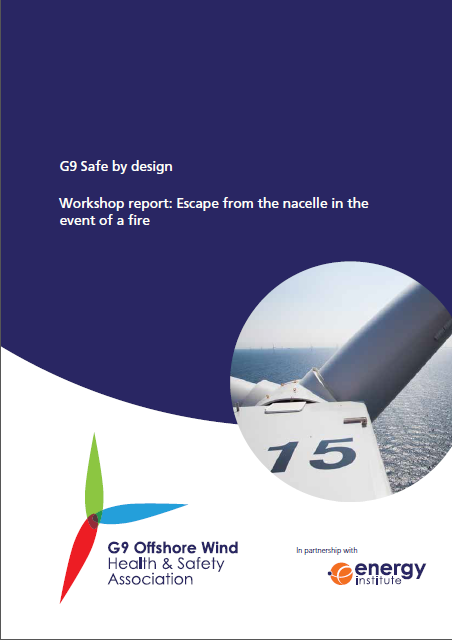 G9 Safe by design
Workshop report: Escape from the nacelle in the
event of a fire
15
G9 Offshore Wind
Health & Safety
Association
In partnership with
energy
institute